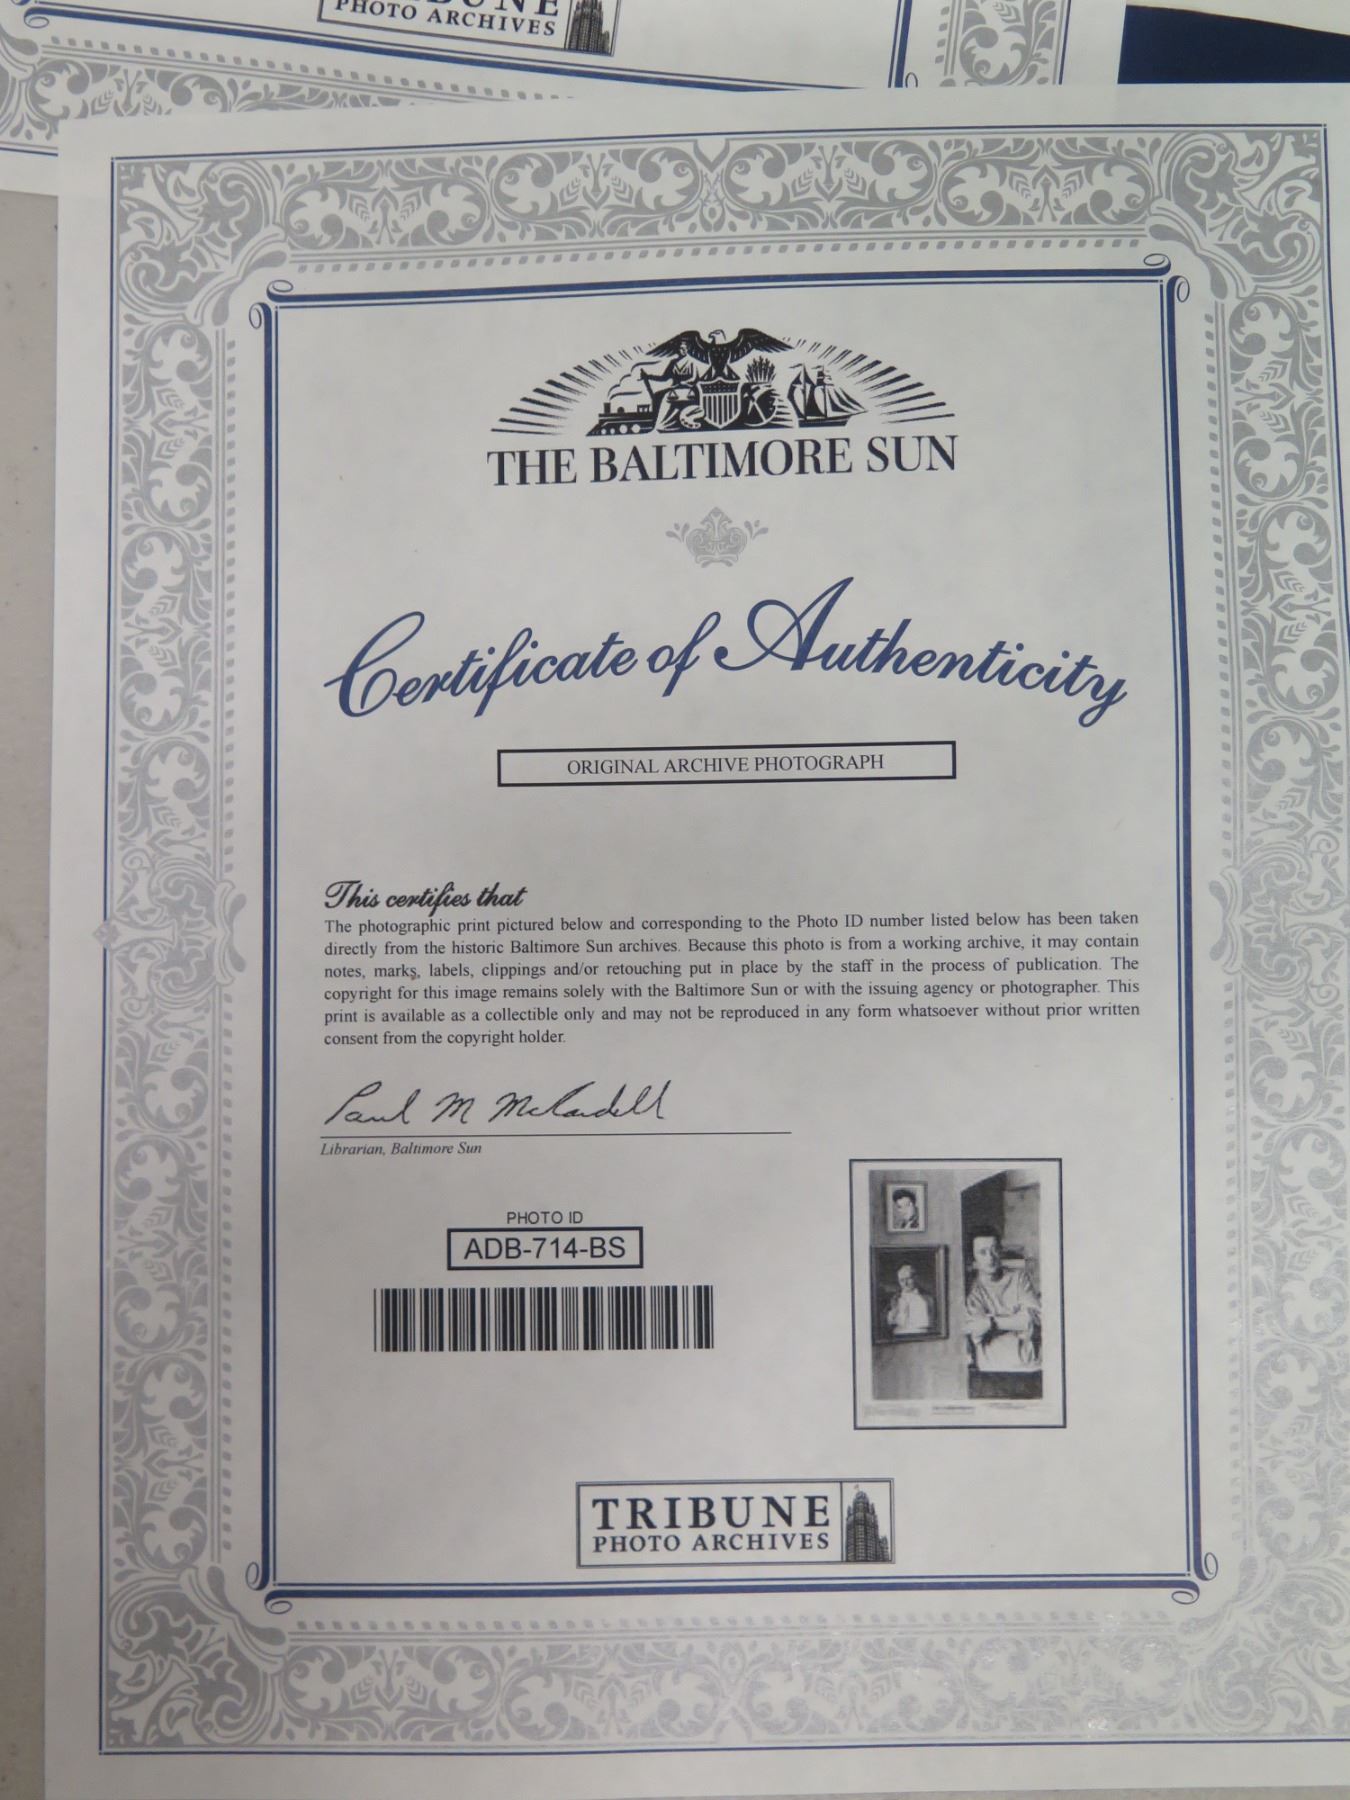 TRIBUNE
PHOTO ARCHIVES
THE BALTIMORE SUN
Certificate of Authenticity
ORIGINAL ARCHIVE PHOTOGRAPH
This certifies that
The photographic print pictured below and corresponding to the Photo ID number listed below has been taken
directly from the historic Baltimore Sun archives. Because this photo is from a working archive, it may contain
notes, marks, labels, clippings and/or retouching put in place by the staff in the process of publication. The
copyright for this image remains solely with the Baltimore Sun or with the issuing agency or photographer. This
print is available as a collectible only and may not be reproduced in any form whatsoever without prior written
consent from the copyright holder.
Paul M McCardell
Librarian, Baltimore Sun
PHOTO ID
ADB-714-BS
TRIBUNE
PHOTO ARCHIVES